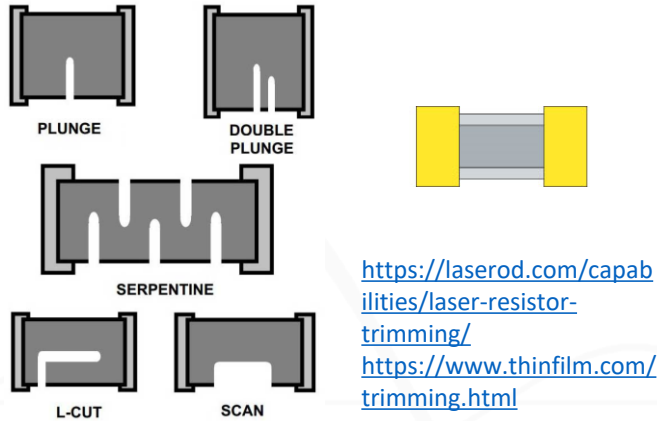 PLUNGE
DOUBLE
PLUNGE
SERPENTINE
L-CUT
SCAN
https://laserod.com/capab
ilities/laser-resistor-
trimming/
https://www.thinfilm.com/
trimming.html